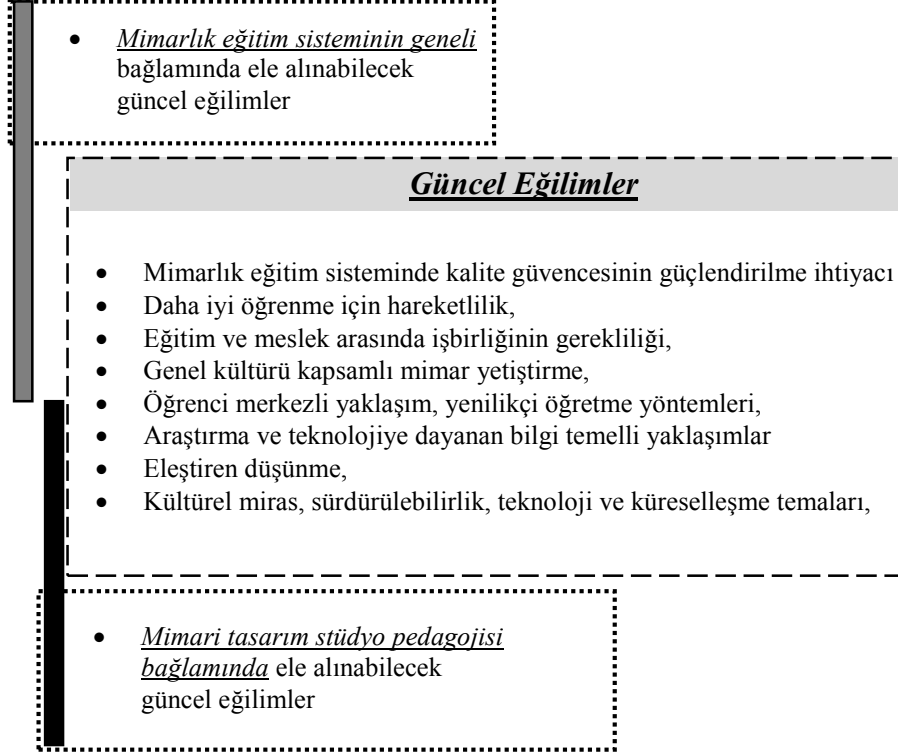 • Mimarlık eğitim sisteminin geneli
bağlamında ele alınabilecek
güncel eğilimler
Güncel Eğilimler
• Mimarlık eğitim sisteminde kalite güvencesinin güçlendirilme ihtiyacı
• Daha iyi öğrenme için hareketlilik,
• Eğitim ve meslek arasında işbirliğinin gerekliliği,
• Genel kültürü kapsamlı mimar yetiştirme,
• Öğrenci merkezli yaklaşım, yenilikçi öğretme yöntemleri,
• Araştırma ve teknolojiye dayanan bilgi temelli yaklaşımlar
• Eleştiren düşünme,
• Kültürel miras, sürdürülebilirlik, teknoloji ve küreselleşme temaları,
• Mimari tasarım stüdyo pedagojisi
bağlamında ele alınabilecek
güncel eğilimler